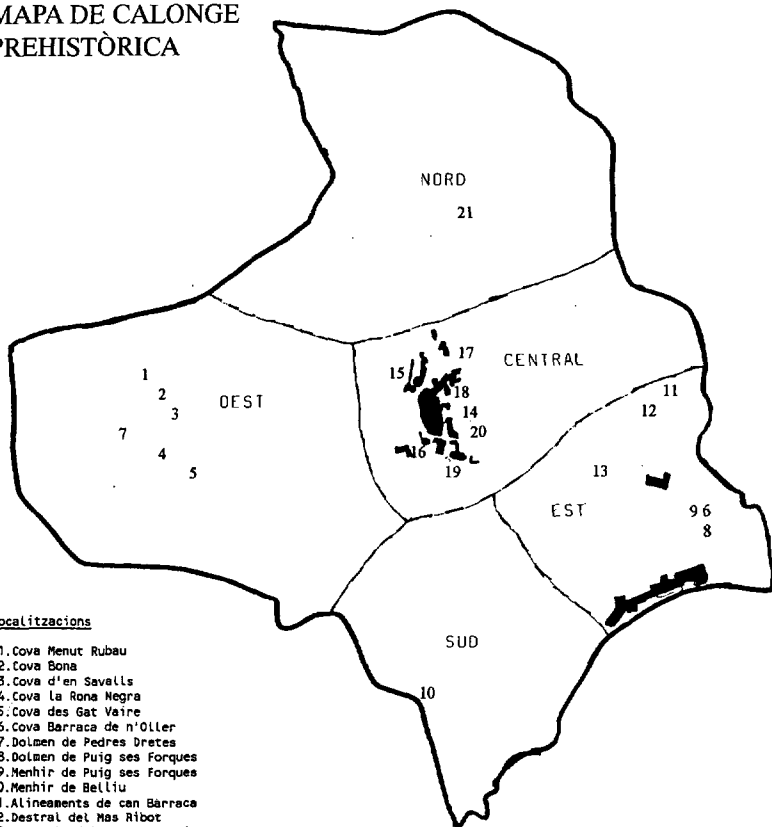 MAPA DE CALONGE
PREHISTÒRICA
NORD
21
17
CENTRAL
15
1
2
OEST
18
11
3
14
12
7
20
4
16
5
19
13
EST
9 6
8
SUD
10
ocalitzacions
1.Cova Menut Rubau
2.Cova Bona
3.Cova d'en Savalls
4.Cova la Rona Negra
5.Cova des Gat Vaire
6.Cova Barraca de n'Oller
7.Dolmen de Pedres Dretes
8.Dolmen de Puig ses Forques
9.Menhir de Puig ses Forques
0.Menhir de Belliu
1.Alineaments de can Barraca
2.Destral del Mas Ribot